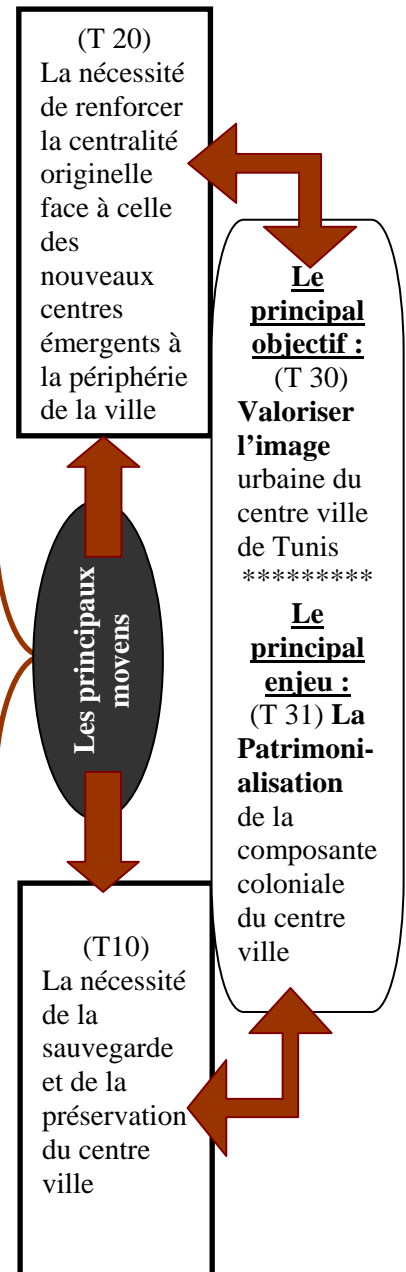 (T 20)
La nécessité
de renforcer
la centralité
originelle
face à celle
des
nouveaux
centres
émergents à
la périphérie
de la ville
Le
principal
objectif :
(T 30)
Valoriser
l’image
urbaine du
centre ville
de Tunis
*********
Le
principal
enjeu :
(T 31) La
Patrimoni-
alisation
de la
composante
coloniale
du centre
ville
Les principaux
moyens
(T10)
La nécessité
de la
sauvegarde
et de la
préservation
du centre
ville